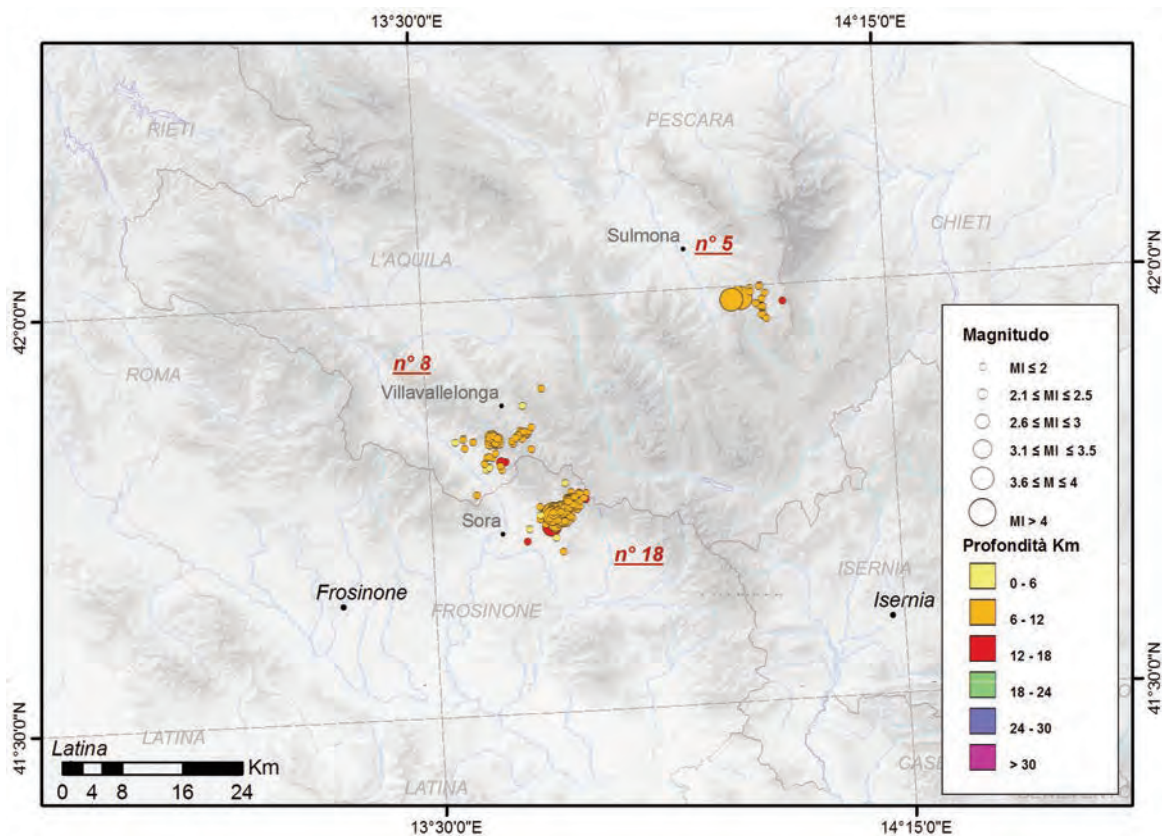 13°30'0"E
14°15'0"E
RIETI
PESCARA
CHIETI
Sulmona
n° 5
L'AQUILA
42°0'0"N
42°0'0"N
n° 8
ROMA
Villavallelonga
Sora
n° 18
Frosinone
FROSINONE
ISERNIA
Isernia
Magnitudo
Ml ≤ 2
2.1 ≤ Ml ≤ 2.5
2.6 ≤ Ml ≤ 3
3.1 ≤ Ml ≤ 3.5
3.6 ≤ M ≤ 4
Ml > 4
Profondità Km
0 - 6
6 - 12
12 - 18
18 - 24
24 - 30
> 30
41°30'0"N
41°30'0"N
LATINA
Latina
Km
0 4 8 16 24
LATINA
13°30'0"E
14°15'0"E